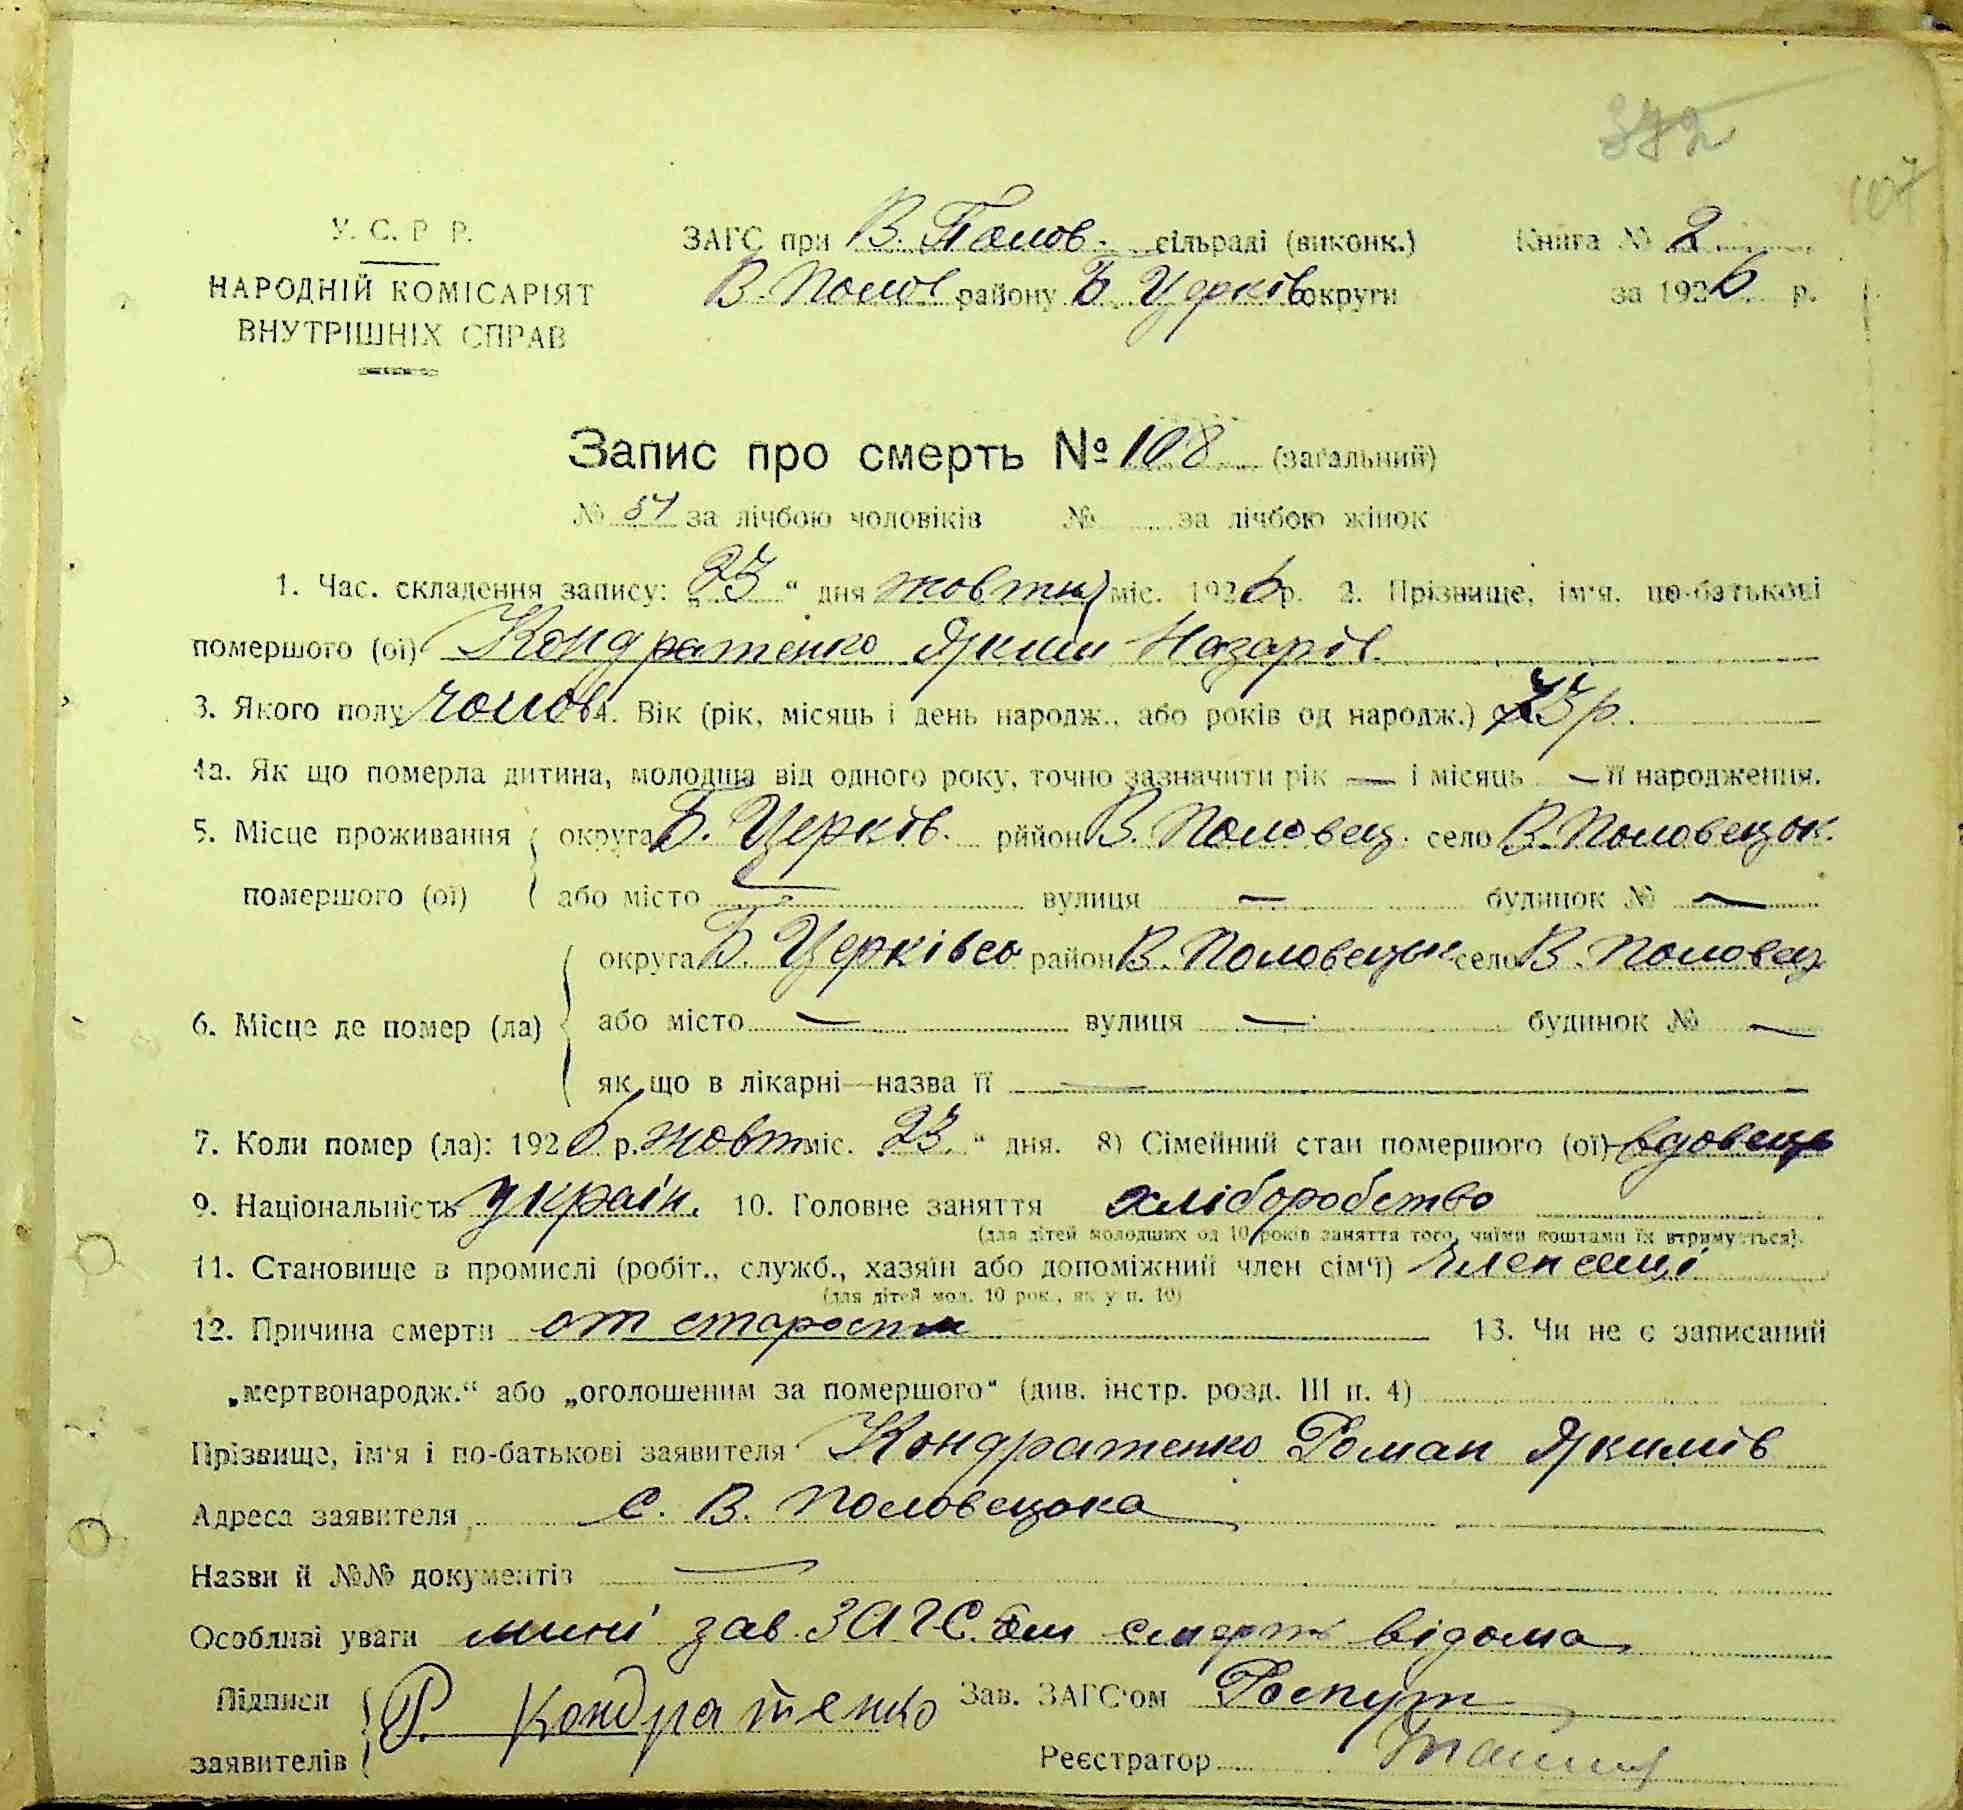 372
107
У. С. Р Р.
НАРОДНІЙ КОМІСАРІЯТ
ВНУТРІШНІХ СПРАВ
ЗАГС при В. Полов. сільраді (виконк.)
В. Полов району Б Церків округи
Книга № 2
за 1926 р.
Запис про смерть № 108 (загальний)
№ 51 за лічбою чоловіків № за лічбою жінок
1. Час. складення запису: „23“ дня жовтня міс. 1926 р. 2. Прізвище, ім'я, по-батькові
помершого (ої) Кондратенко Яким Назарів
3. Якого полу чолов 4. Вік (рік, місяць і день народж., або років од народж.) р.
4а. Як що померла дитина, молодша від одного року, точно зазначити рік — і місяць — її народження.
5. Місце проживання округа Б. Церків. рййон В. Половец. село В. Половецьк.
помершого (ої) або місто — вулиця — будинок № —
округа Б. Церківсь район В. Половецьк село В. Половец
6. Місце де помер (ла) або місто — вулиця — будинок № —
як що в лікарні—назва її —
7. Коли помер (ла): 1926 р. жовт міс. 23 “ дня. 8) Сімейний стан помершого (ої) вдовець
9. Національність україн. 10. Головне заняття хліборобство
(для дітей молодших од 10 років заняття того, чиїми коштами їх втримується).
11. Становище в промислі (робіт., служб., хазяїн або допоміжний член сім'ї) член семі
(для дітей мол. 10 рок., як у п. 10)
12. Причина смерти от старости 13. Чи не є записаний
„мертвонародж.“ або „оголошеним за помершого“ (див. інстр. розд. III п. 4)
Прізвище, ім'я і по-батькові заявителя Кондратенко Роман Якимів
Адреса заявителя с. В. Половецька
Назви й №№ документів —
Особливі уваги мині зав ЗАГС'ом смерть відома
Підписи Р. Кондратенко Зав. ЗАГС'ом
заявителів Реєстратор